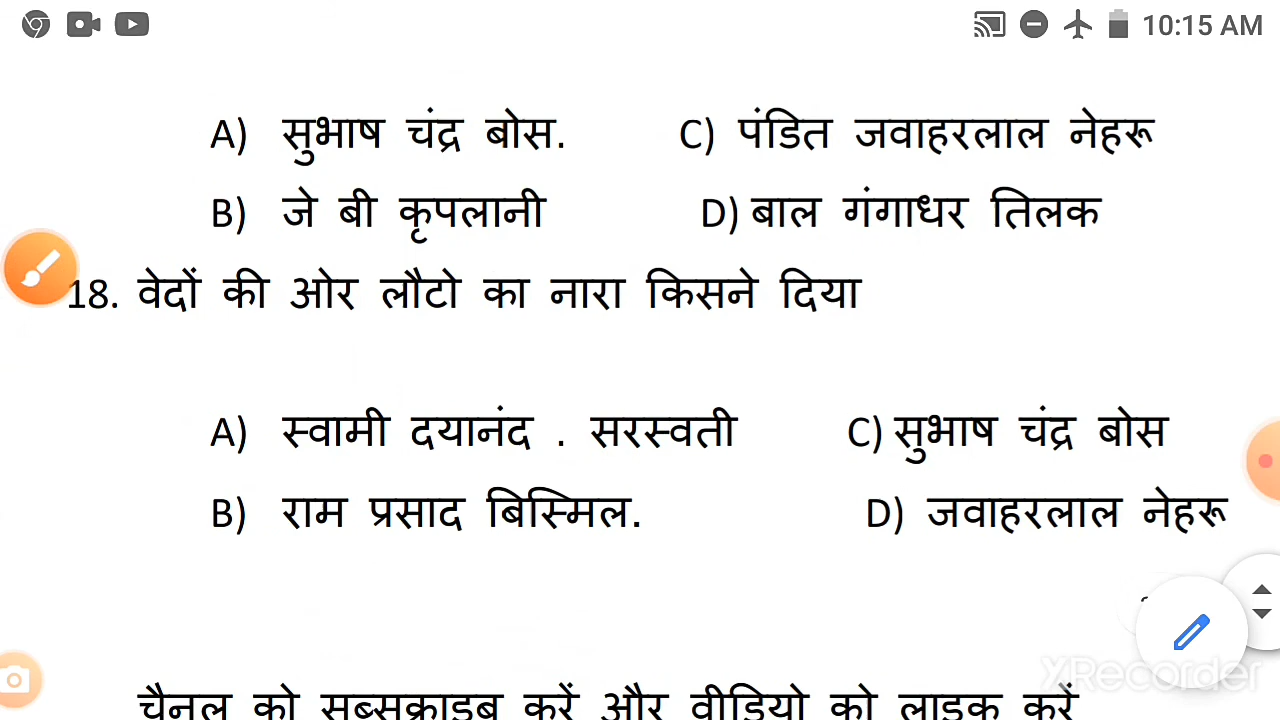 10:15 AM
A) सुभाष चंद्र बोस. C) पंडित जवाहरलाल नेहरू
B) जे बी कृपलानी D) बाल गंगाधर तिलक
18. वेदों की ओर लौटो का नारा किसने दिया
A) स्वामी दयानंद . सरस्वती C) सुभाष चंद्र बोस
B) राम प्रसाद बिस्मिल. D) जवाहरलाल नेहरू
XRecorder
चैनल को सब्सक्राइब करें और वीडियो को लाइक करें